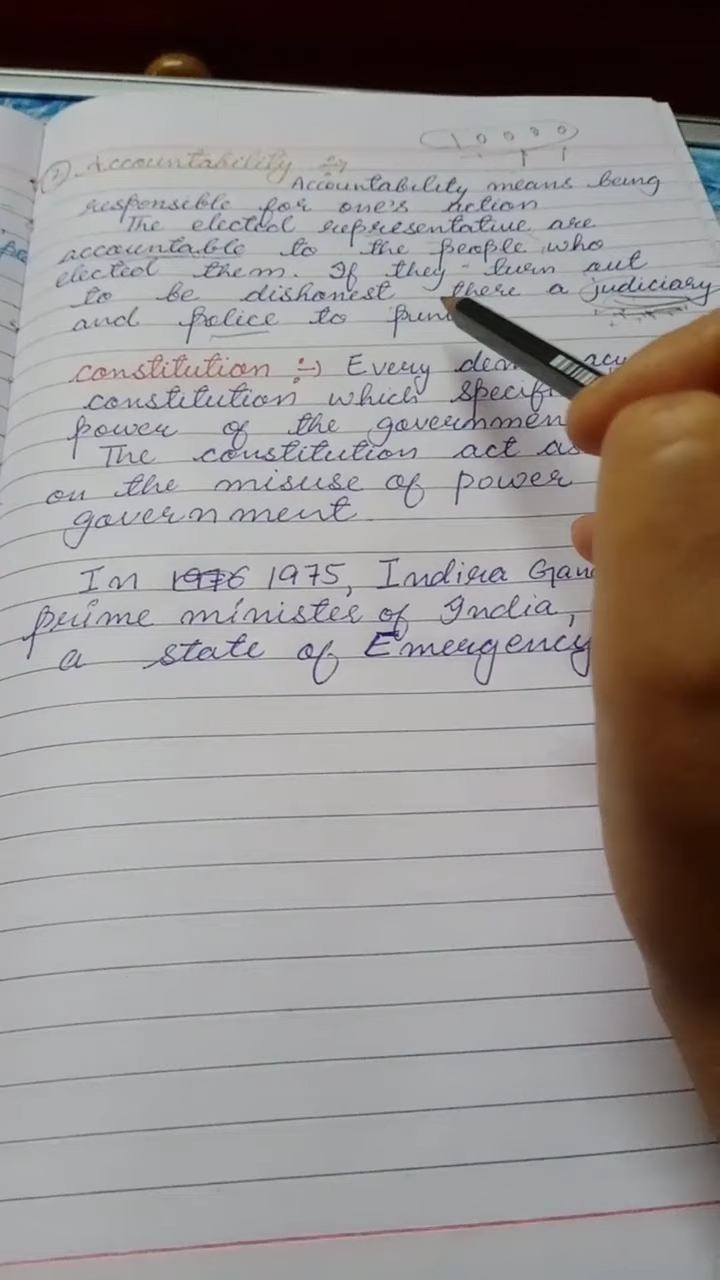 10000
② Accountability :→
Accountability means being
responsible for one's action
The elected representative are
accountable to the people who
elected them. If they turn out
to be dishonest there a judiciary
and police to
constitution :→ Every
constitution which
power of the
The constitution act as
on the misuse of power
government
In 1976 1975, Indira
prime minister of India,
a state of Emergency